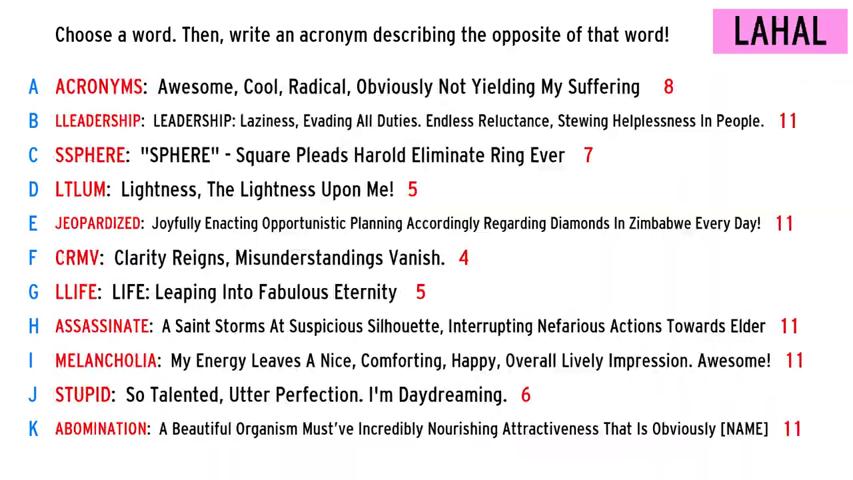 Choose a word. Then, write an acronym describing the opposite of that word!
LAHAL
A ACRONYMS: Awesome, Cool, Radical, Obviously Not Yielding My Suffering 8
B LLEADERSHIP: LEADERSHIP: Laziness, Evading All Duties. Endless Reluctance, Stewing Helplessness In People. 11
C SSPHERE: "SPHERE" - Square Pleads Harold Eliminate Ring Ever 7
D LTLUM: Lightness, The Lightness Upon Me! 5
E JEOPARDIZED: Joyfully Enacting Opportunistic Planning Accordingly Regarding Diamonds In Zimbabwe Every Day! 11
F CRMV: Clarity Reigns, Misunderstandings Vanish. 4
G LLIFE: LIFE: Leaping Into Fabulous Eternity 5
H ASSASSINATE: A Saint Storms At Suspicious Silhouette, Interrupting Nefarious Actions Towards Elder 11
I MELANCHOLIA: My Energy Leaves A Nice, Comforting, Happy, Overall Lively Impression. Awesome! 11
J STUPID: So Talented, Utter Perfection. I'm Daydreaming. 6
K ABOMINATION: A Beautiful Organism Must've Incredibly Nourishing Attractiveness That Is Obviously [NAME] 11